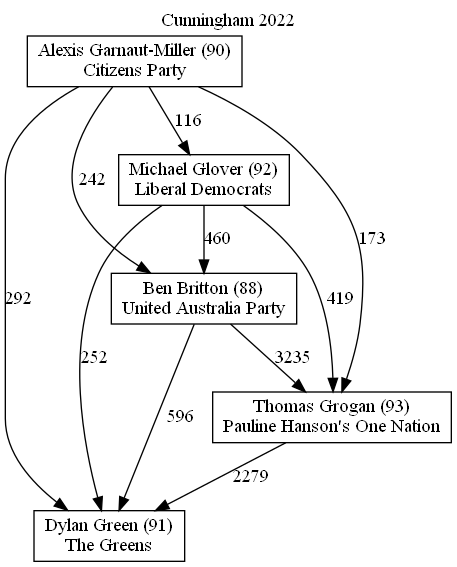 Cunningham 2022
Alexis Garnaut-Miller (90)
Citizens Party
116
Michael Glover (92)
Liberal Democrats
242
173
460
Ben Britton (88)
United Australia Party
292
419
252
3235
596
Thomas Grogan (93)
Pauline Hanson's One Nation
2279
Dylan Green (91)
The Greens